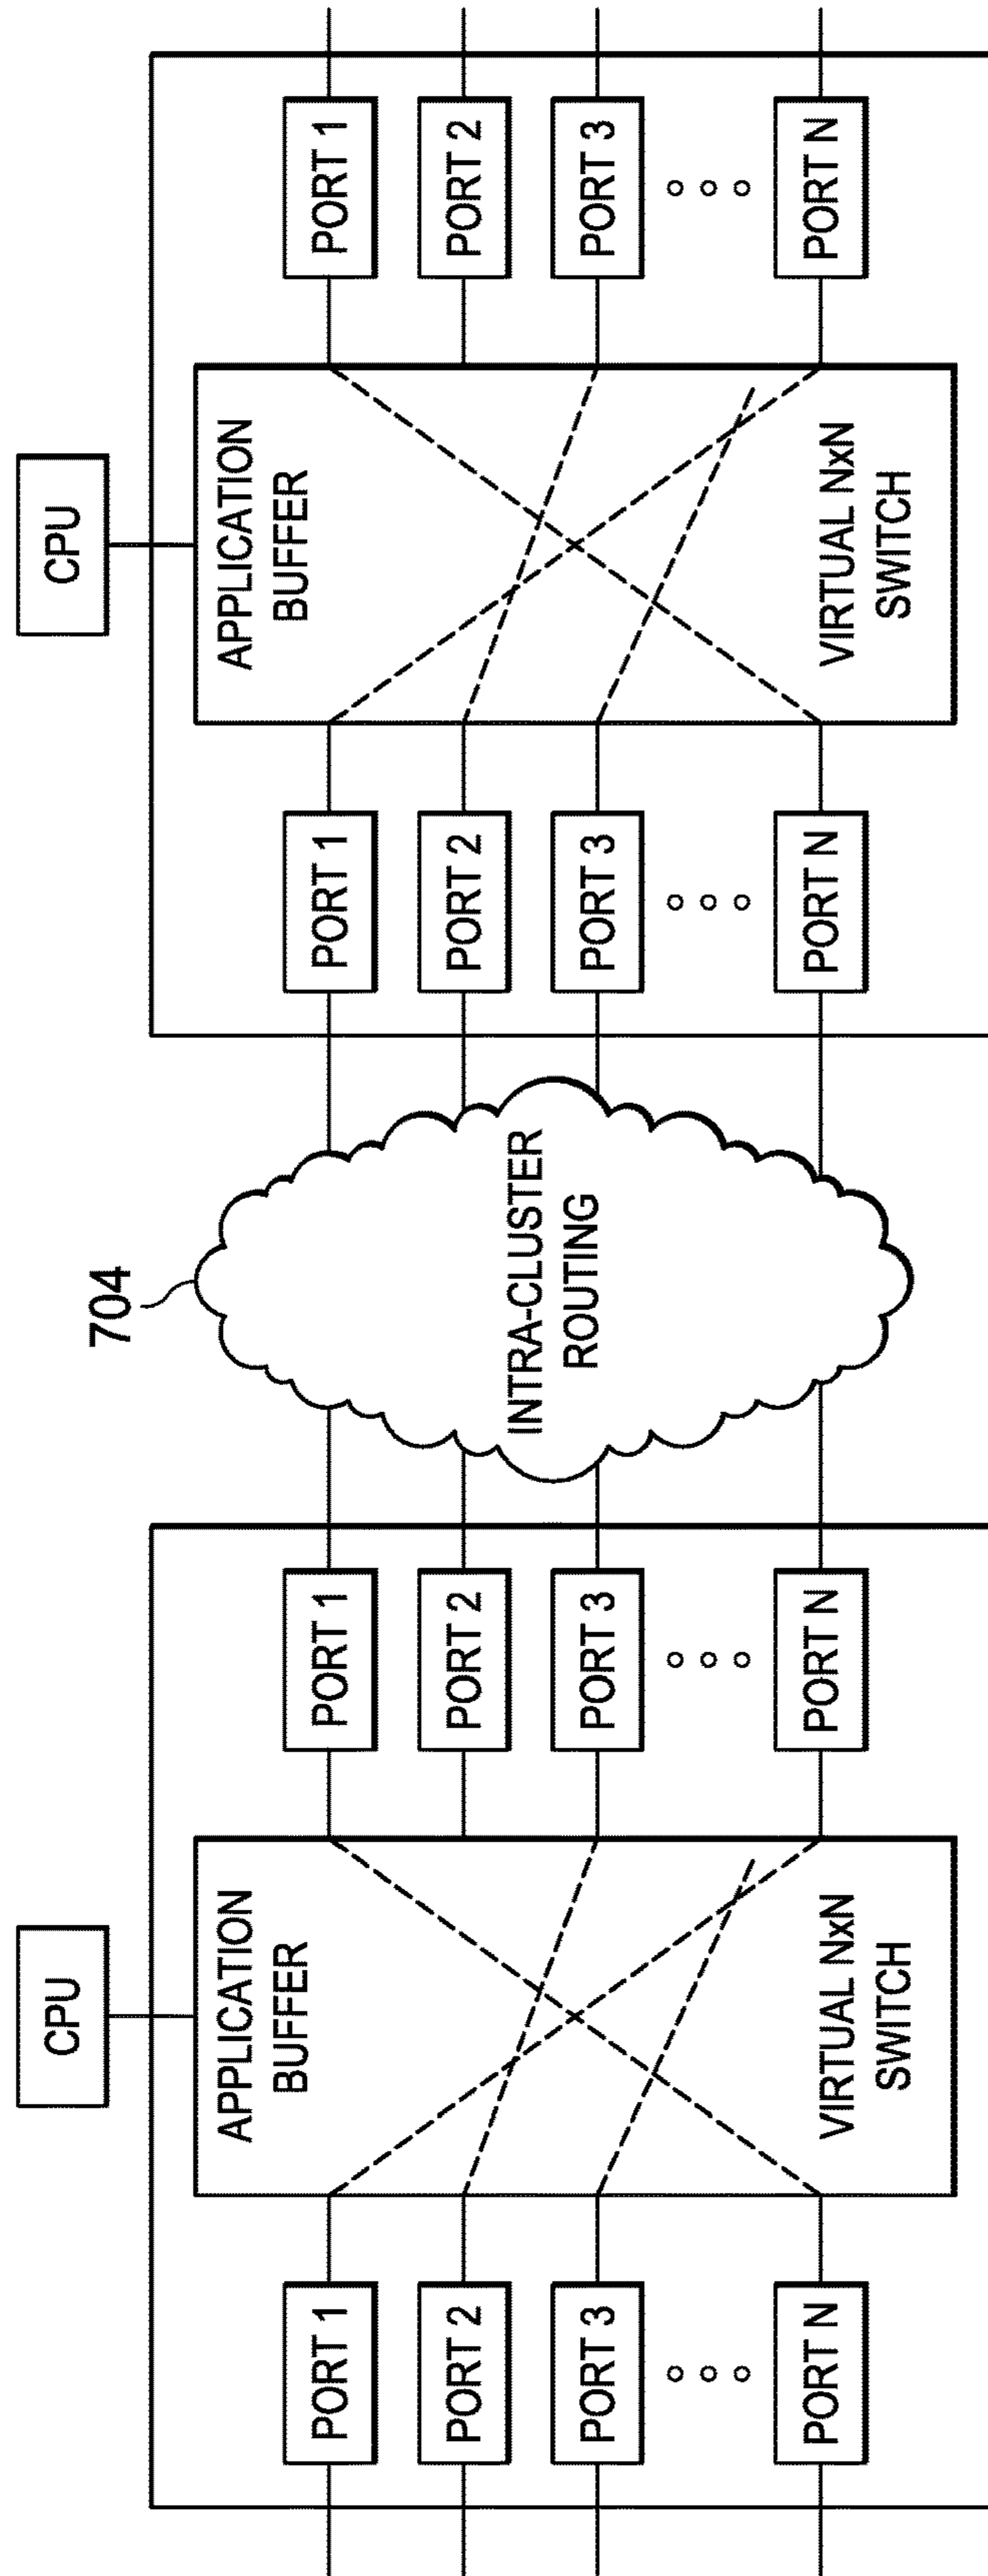 CPU
CPU
704
APPLICATION
BUFFER
APPLICATION
BUFFER
PORT 1
PORT 1
PORT 1
PORT 1
PORT 2
PORT 2
PORT 2
PORT 2
INTRA-CLUSTER
ROUTING
PORT 3
PORT 3
PORT 3
PORT 3
PORT N
PORT N
PORT N
PORT N
VIRTUAL NxN
SWITCH
VIRTUAL NxN
SWITCH